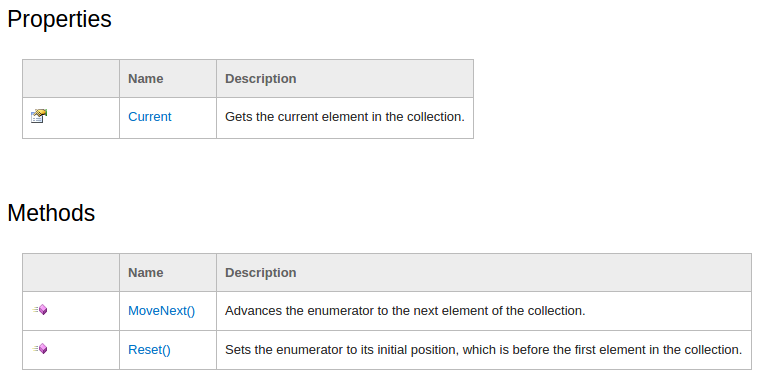 Properties
Name Description
Current Gets the current element in the collection.
Methods
Name Description
MoveNext() Advances the enumerator to the next element of the collection.
Reset() Sets the enumerator to its initial position, which is before the first element in the collection.